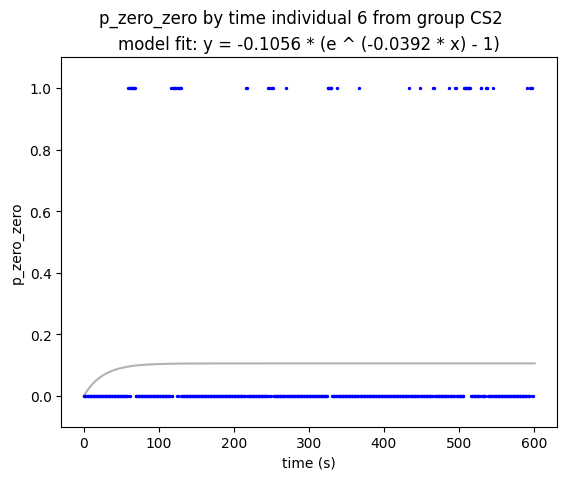 p_zero_zero by time individual 6 from group CS2
model fit: y = -0.1056 * (e ^ (-0.0392 * x) - 1)
1.0
0.8
0.6
0.4
0.2
0.0
p_zero_zero
0 100 200 300 400 500 600
time (s)